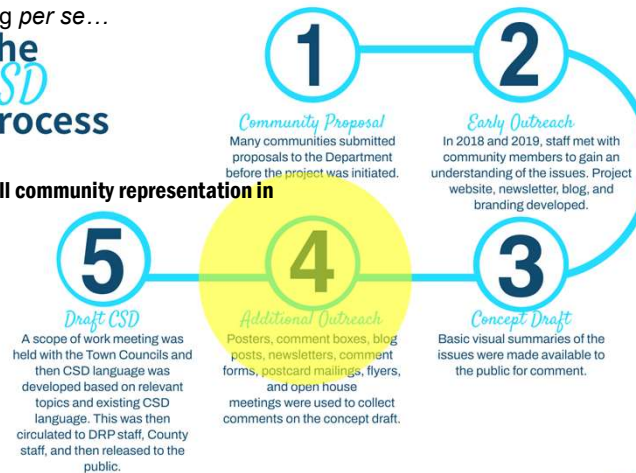 g per se…
he
CSD
rocess
1
2
Community Proposal
Many communities submitted
proposals to the Department
before the project was initiated.
Early Outreach
In 2018 and 2019, staff met with
community members to gain an
understanding of the issues. Project
website, newsletter, blog, and
branding developed.
ll community representation in
5
4
3
Draft CSD
A scope of work meeting was
held with the Town Councils and
then CSD language was
developed based on relevant
topics and existing CSD
language. This was then
circulated to DRP staff, County
staff, and then released to the
public.
Additional Outreach
Posters, comment boxes, blog
posts, newsletters, comment
forms, postcard mailings, flyers,
and open house
meetings were used to collect
comments on the concept draft.
Concept Draft
Basic visual summaries of the
issues were made available to
the public for comment.